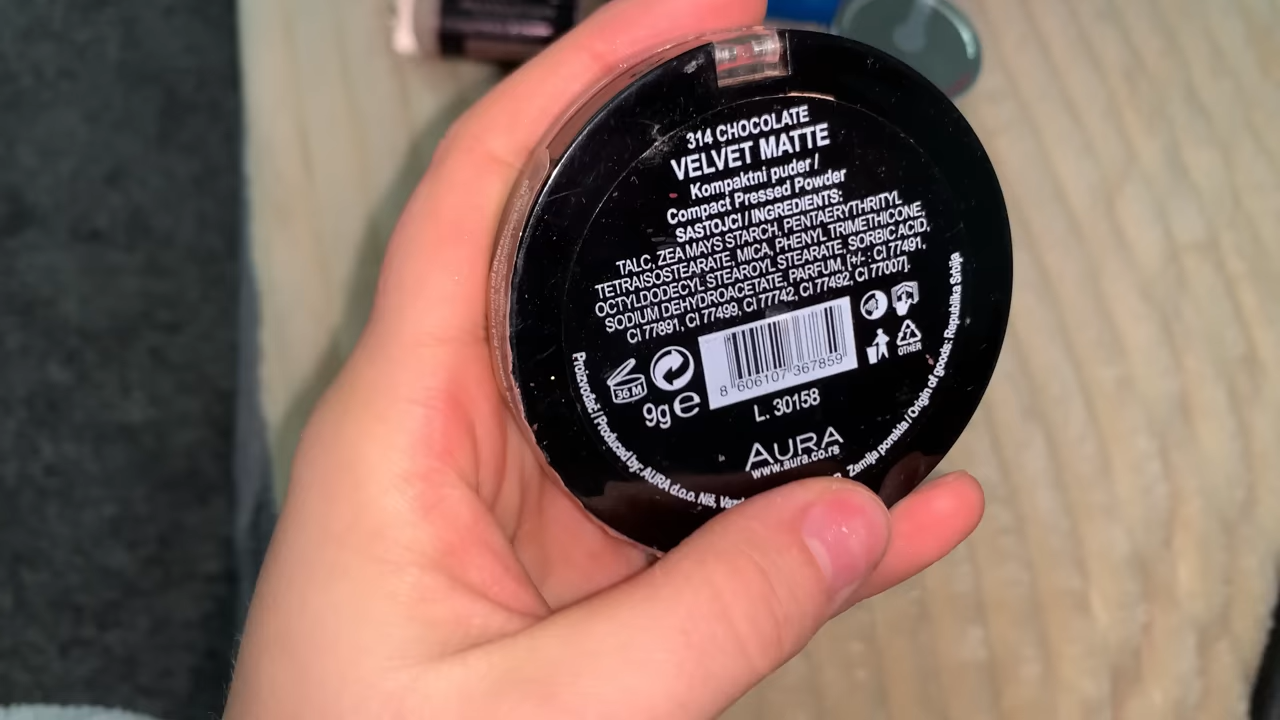 314 CHOCOLATE
VELVET MATTE
Kompaktni puder /
Compact Pressed Powder
SASTOJCI / INGREDIENTS:
TALC, ZEA MAYS STARCH, PENTAERYTHRITYL
TETRAISOSTEARATE, MICA, PHENYL TRIMETHICONE,
OCTYLDODECYL STEAROYL STEARATE, SORBIC ACID,
SODIUM DEHYDROACETATE, PARFUM, [+/- : CI 77491,
CI 77891, CI 77499, CI 77742, CI 77492, CI 77007].
8 606107 367859
36 M
7
OTHER
9g e
L. 30158
AURA
www.aura.co.rs
Proizvođač / Produced by: AURA d.o.o. Niš,
Zemlja porekla / Origin of goods: Republika Srbija